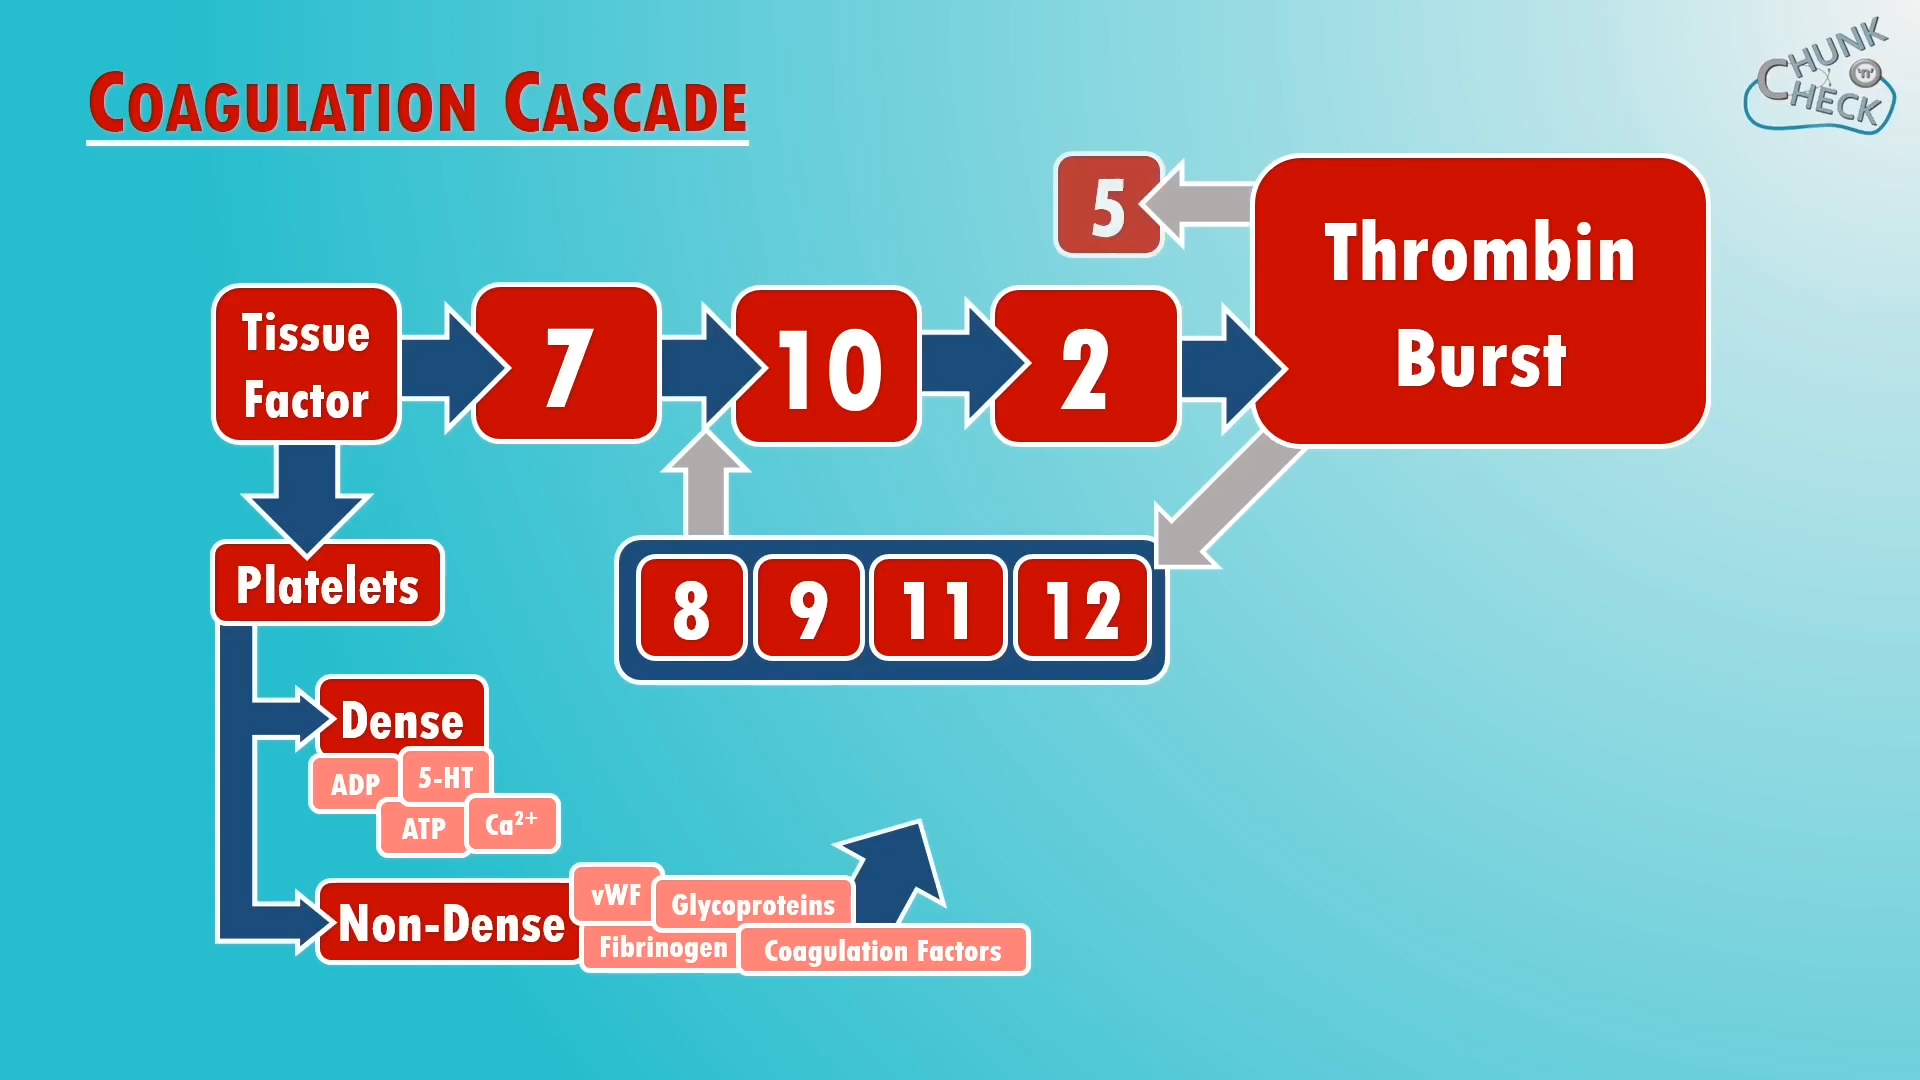 COAGULATION CASCADE
CHUNK
'n'
CHECK
5
Thrombin
Burst
Tissue
Factor
7
10
2
Platelets
8
9
11
12
Dense
ADP
5-HT
ATP
Ca²⁺
Non-Dense
vWF
Glycoproteins
Fibrinogen
Coagulation Factors